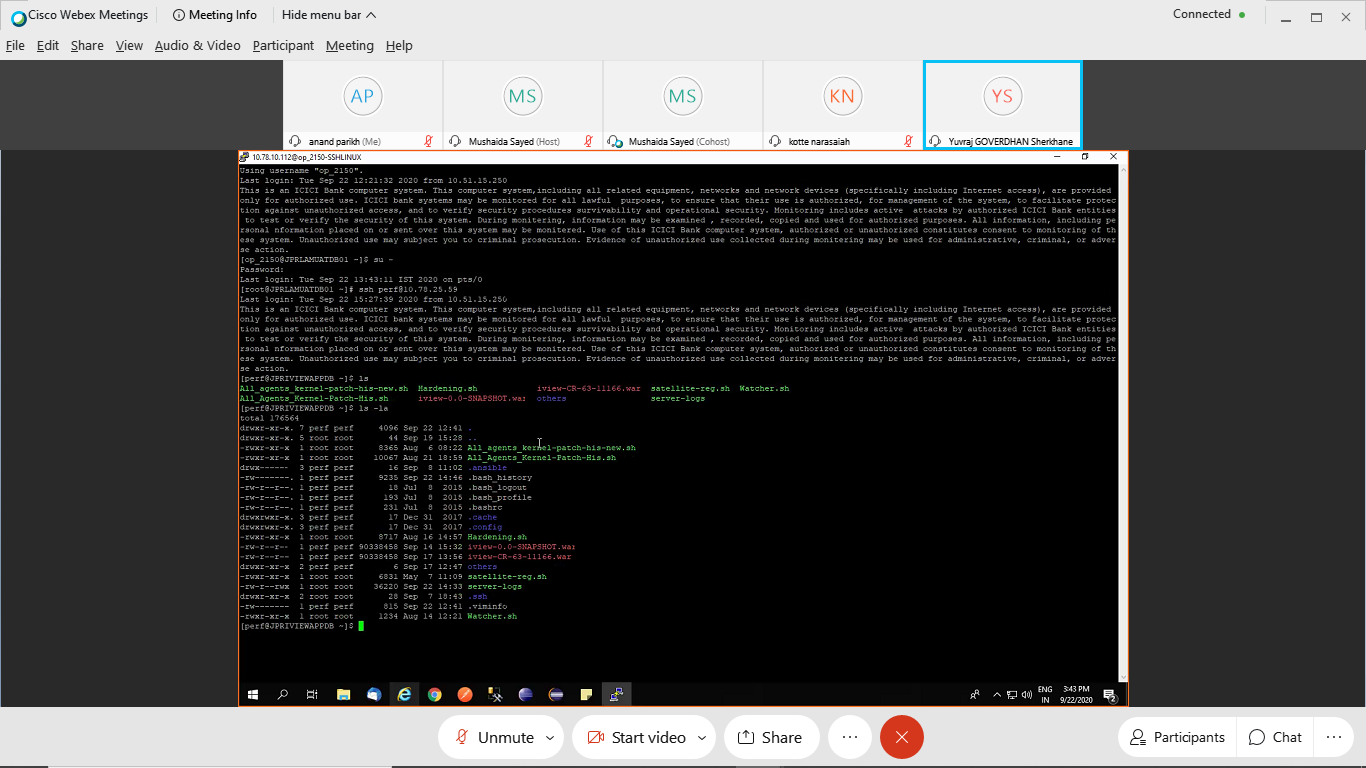 Cisco Webex Meetings Meeting Info Hide menu bar Connected
File Edit Share View Audio & Video Participant Meeting Help
AP MS MS KN YS
anand parikh (Me) Mushaida Sayed (Host) Mushaida Sayed (Cohost) kotte narasaiah Yuvraj GOVERDHAN Sherkhane
10.78.10.112@op_2150-SSHLINUX
Using username "op_2150".
Last login: Tue Sep 22 12:21:32 2020 from 10.51.15.250
This is an ICICI Bank computer system. This computer system,including all related equipment, networks and network devices (specifically including Internet access), are provided
only for authorized use. ICICI bank systems may be monitored for all lawful  purposes, to ensure that their use is authorized, for management of the system, to facilitate protec
tion against unauthorized access, and to verify security procedures survivability and operational security. Monitoring includes active  attacks by authorized ICICI Bank entities
 to test or verify the security of this system. During monitering, information may be examined , recorded, copied and used for authorized purposes. All information, including pe
rsonal nformation placed on or sent over this system may be monitered. Use of this ICICI Bank computer system, authorized or unauthorized constitutes consent to monitoring of th
ese system. Unauthorized use may subject you to criminal prosecution. Evidence of unauthorized use collected during monitering may be used for administrative, criminal, or adver
se action.
[op_2150@JPRLAMUATDB01 ~]$ su -
Password:
Last login: Tue Sep 22 13:43:11 IST 2020 on pts/0
[root@JPRLAMUATDB01 ~]# ssh perf@10.78.25.59
Last login: Tue Sep 22 15:27:39 2020 from 10.51.15.250
This is an ICICI Bank computer system. This computer system,including all related equipment, networks and network devices (specifically including Internet access), are provided
only for authorized use. ICICI bank systems may be monitored for all lawful  purposes, to ensure that their use is authorized, for management of the system, to facilitate protec
tion against unauthorized access, and to verify security procedures survivability and operational security. Monitoring includes active  attacks by authorized ICICI Bank entities
 to test or verify the security of this system. During monitering, information may be examined , recorded, copied and used for authorized purposes. All information, including pe
rsonal nformation placed on or sent over this system may be monitered. Use of this ICICI Bank computer system, authorized or unauthorized constitutes consent to monitoring of th
ese system. Unauthorized use may subject you to criminal prosecution. Evidence of unauthorized use collected during monitering may be used for administrative, criminal, or adver
se action.
[perf@JPRIVIEWAPPDB ~]$ ls
All_agents_kernel-patch-his-new.sh  Hardening.sh            iview-CR-63-11166.war  satellite-reg.sh  Watcher.sh
All_Agents_Kernel-Patch-His.sh      iview-0.0-SNAPSHOT.war  others                 server-logs
[perf@JPRIVIEWAPPDB ~]$ ls -la
total 176564
drwxr-xr-x. 7 perf perf     4096 Sep 22 12:41 .
drwxr-xr-x. 5 root root       44 Sep 19 15:28 ..
-rwxr-xr-x  1 root root     8365 Aug  6 08:22 All_agents_kernel-patch-his-new.sh
-rwxr-xr-x. 1 root root    10067 Aug 21 18:59 All_Agents_Kernel-Patch-His.sh
drwx------  3 perf perf       16 Sep  8 11:02 .ansible
-rw-------. 1 perf perf     9235 Sep 22 14:46 .bash_history
-rw-r--r--. 1 perf perf       18 Jul  8  2015 .bash_logout
-rw-r--r--. 1 perf perf      193 Jul  8  2015 .bash_profile
-rw-r--r--. 1 perf perf      231 Jul  8  2015 .bashrc
drwxrwxr-x. 3 perf perf       17 Dec 31  2017 .cache
drwxrwxr-x. 3 perf perf       17 Dec 31  2017 .config
-rwxr-xr-x  1 root root     8717 Aug 16 14:57 Hardening.sh
-rw-r--r--  1 perf perf 90338458 Sep 14 15:32 iview-0.0-SNAPSHOT.war
-rw-r--r--  1 perf perf 90338458 Sep 17 13:56 iview-CR-63-11166.war
drwxr-xr-x  2 perf perf        6 Sep 17 12:47 others
-rwxr-xr-x  1 root root     6831 May  7 11:09 satellite-reg.sh
-rw-r--rwx  1 root root    36220 Sep 22 14:33 server-logs
drwxr-xr-x  2 root root       28 Sep  7 18:43 .ssh
-rw-------  1 perf perf      815 Sep 22 12:41 .viminfo
-rwxr-xr-x  1 root root     1234 Aug 14 12:21 Watcher.sh
[perf@JPRIVIEWAPPDB ~]$
ENG 3:43 PM
IN 9/22/2020 2
Unmute Start video Share Participants Chat